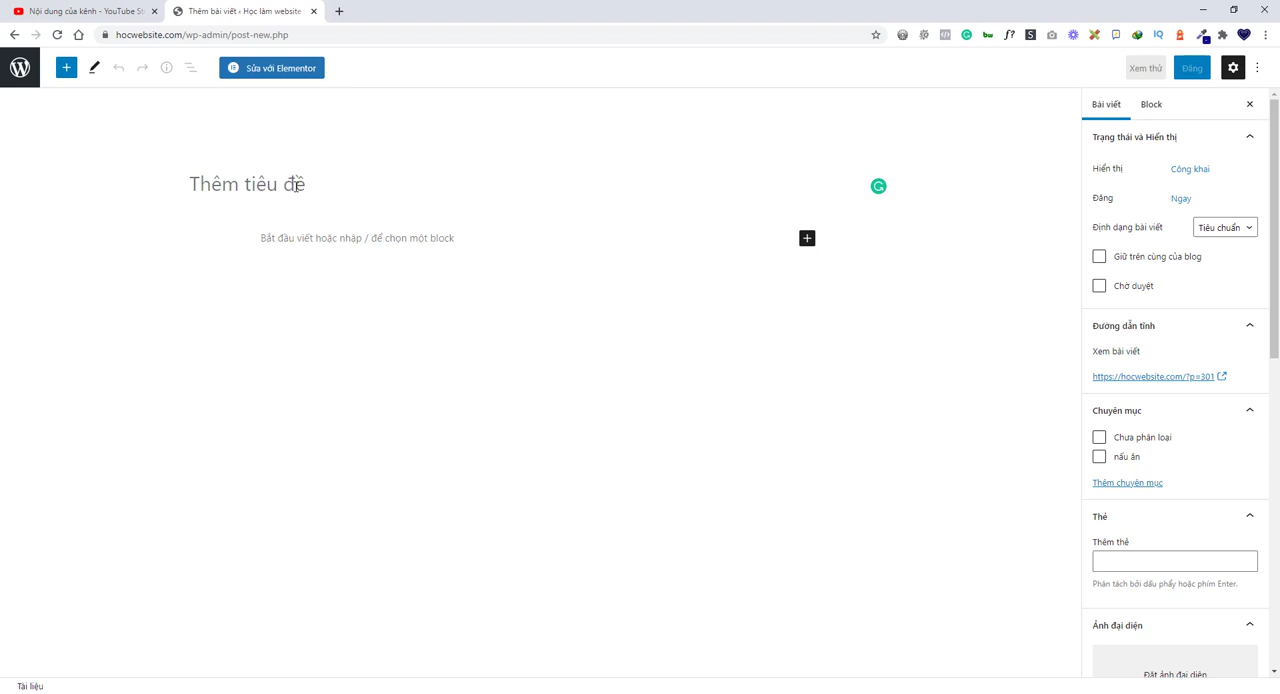 Nội dung của kênh - YouTube St
Thêm bài viết ‹ Học làm website
hocwebsite.com/wp-admin/post-new.php
Sửa với Elementor
Xem thử
Đăng
Bài viết
Block
Trạng thái và Hiển thị
Thêm tiêu đề
Hiển thị
Công khai
Đăng
Ngay
Định dạng bài viết
Tiêu chuẩn
Bắt đầu viết hoặc nhập / để chọn một block
Giữ trên cùng của blog
Chờ duyệt
Đường dẫn tĩnh
Xem bài viết
https://hocwebsite.com/?p=301
Chuyên mục
Chưa phân loại
nấu ăn
Thêm chuyên mục
Thẻ
Thêm thẻ
Phân tách bởi dấu phẩy hoặc phím Enter.
Ảnh đại diện
Đặt ảnh đại diện
Tài liệu